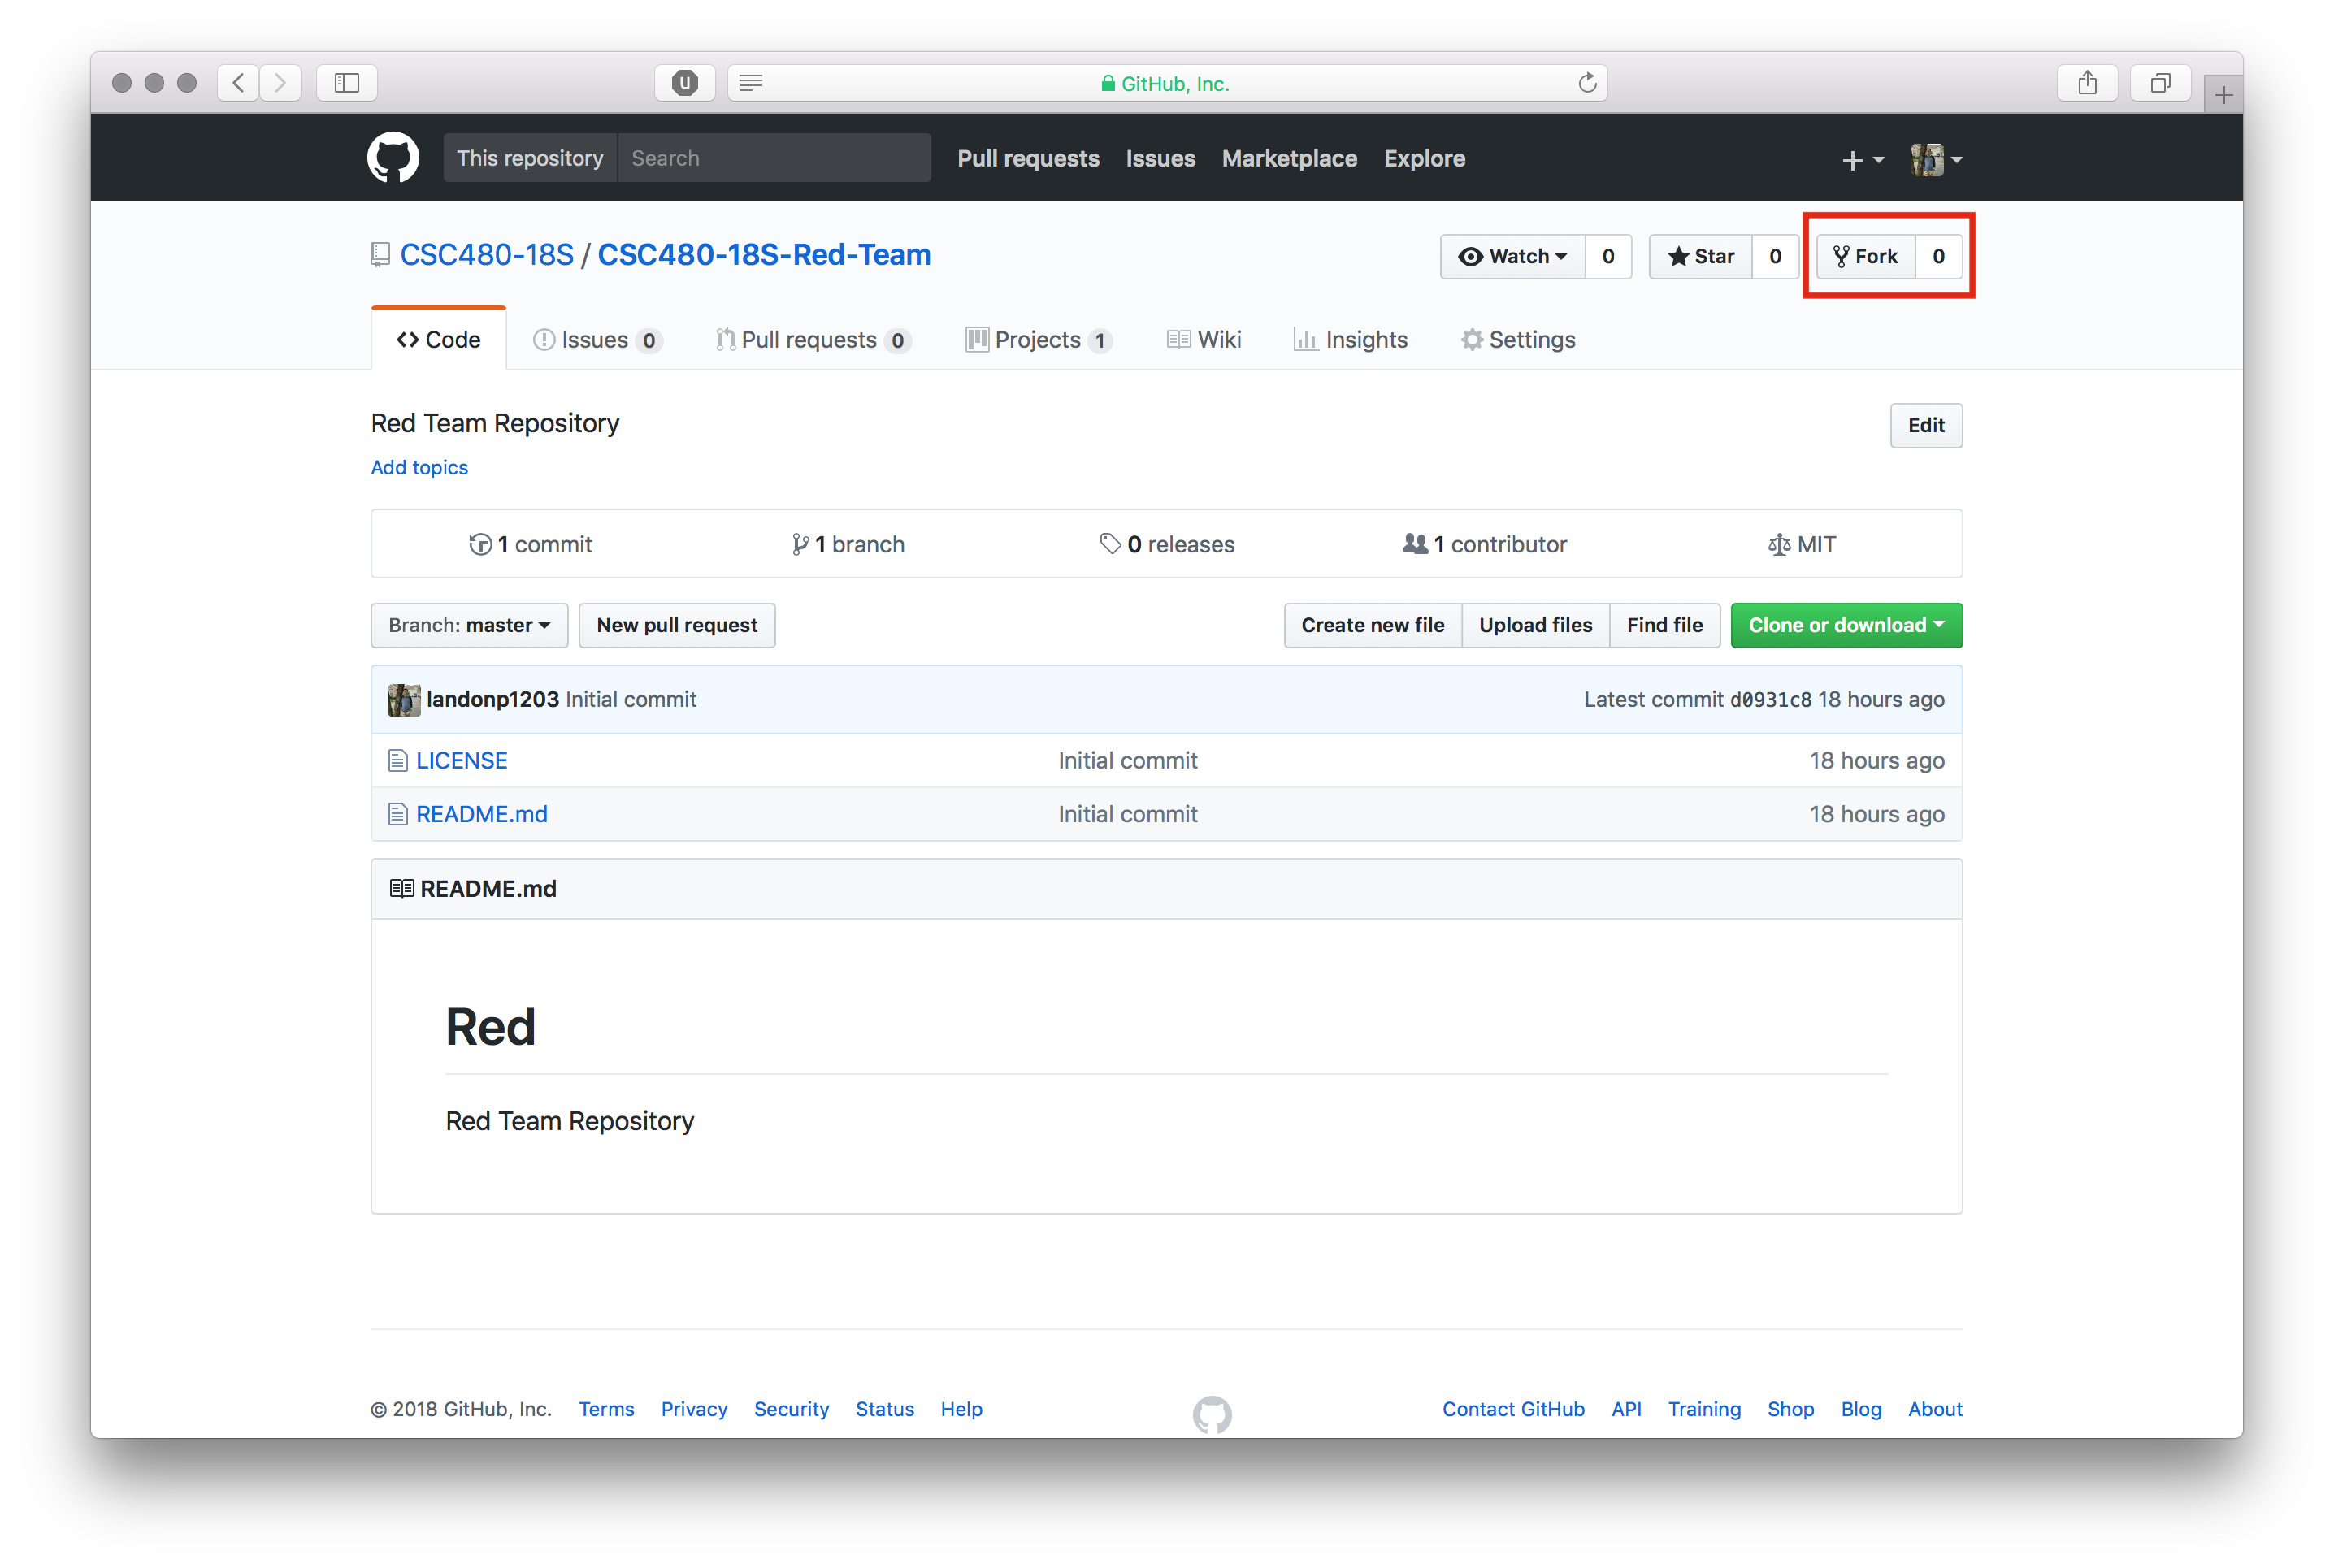 GitHub, Inc.
This repository Search Pull requests Issues Marketplace Explore
CSC480-18S / CSC480-18S-Red-Team Watch 0 Star 0 Fork 0
Code Issues 0 Pull requests 0 Projects 1 Wiki Insights Settings
Red Team Repository Edit
Add topics
1 commit 1 branch 0 releases 1 contributor MIT
Branch: master New pull request Create new file Upload files Find file Clone or download
landonp1203 Initial commit Latest commit d0931c8 18 hours ago
LICENSE Initial commit 18 hours ago
README.md Initial commit 18 hours ago
README.md
Red
Red Team Repository
© 2018 GitHub, Inc. Terms Privacy Security Status Help Contact GitHub API Training Shop Blog About